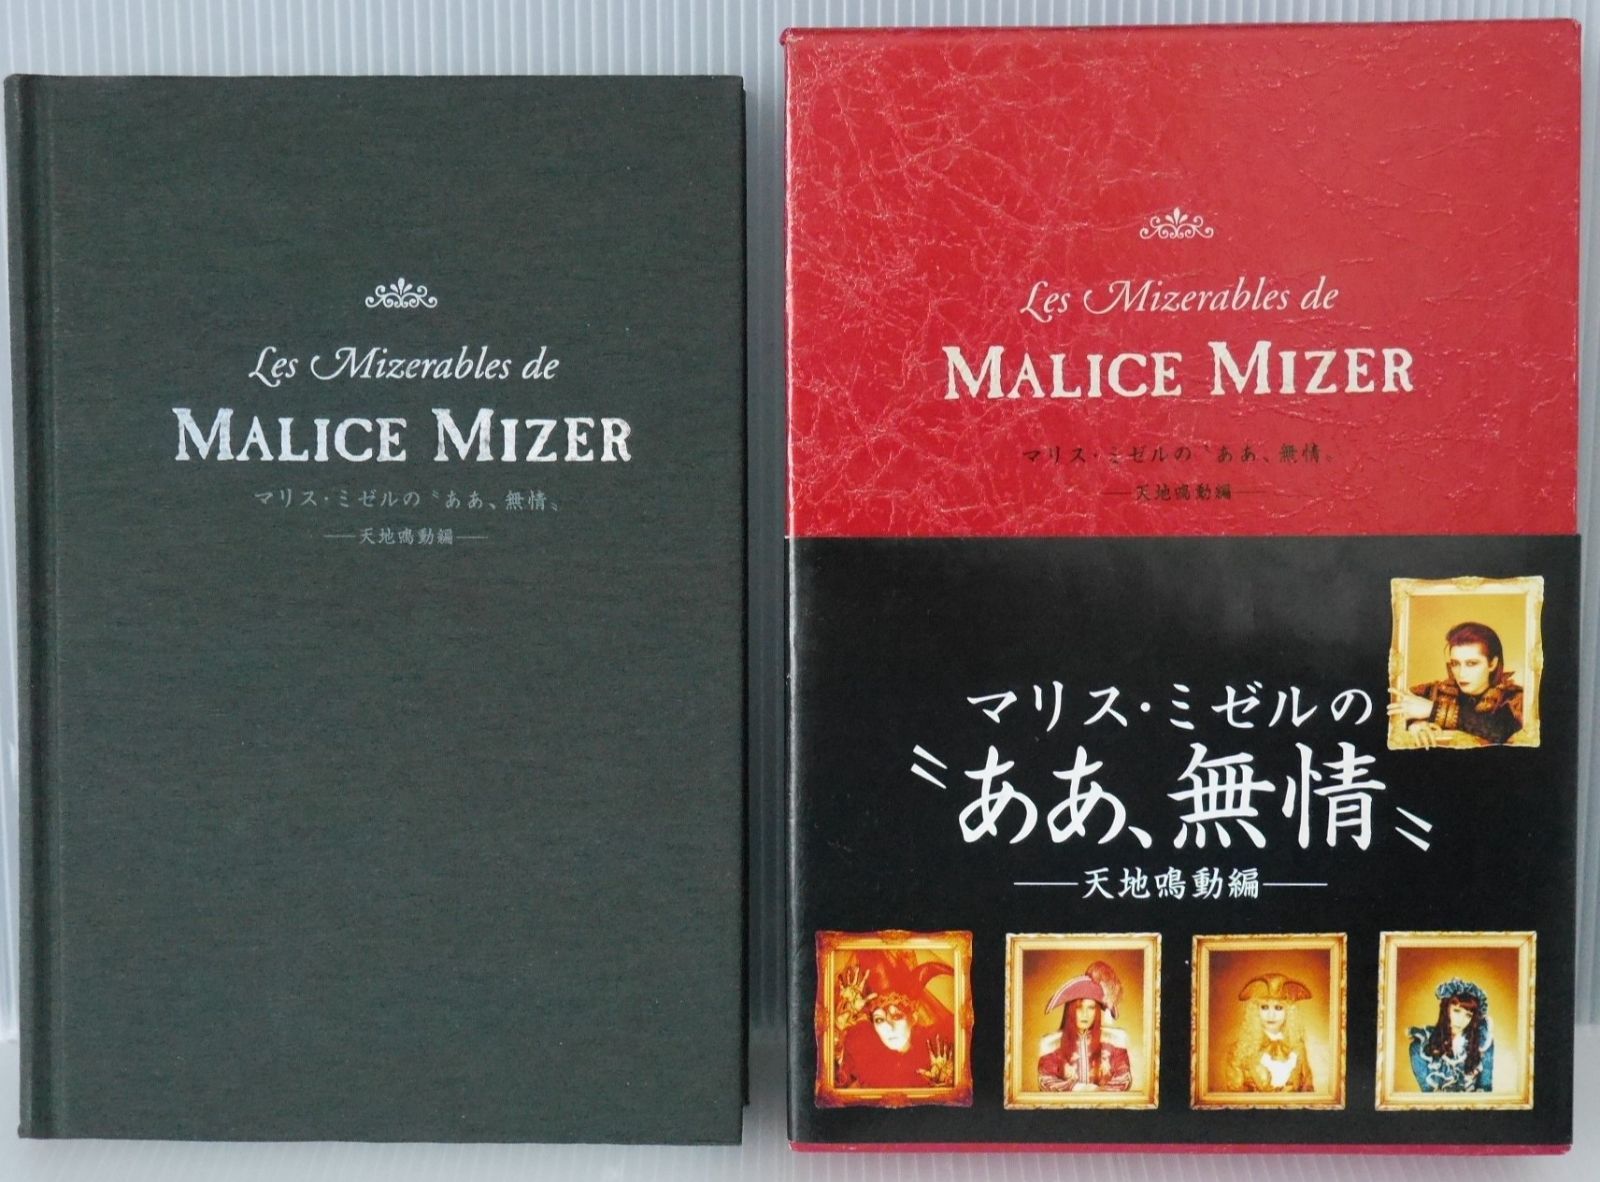 Les Mizerables de
MALICE MIZER
マリス・ミゼルの〝ああ、無情〟
―天地鳴動編―
Les Mizerables de
MALICE MIZER
マリス・ミゼルの〝ああ、無情〟
―天地鳴動編―
マリス・ミゼルの
〝ああ、無情〟
―天地鳴動編―